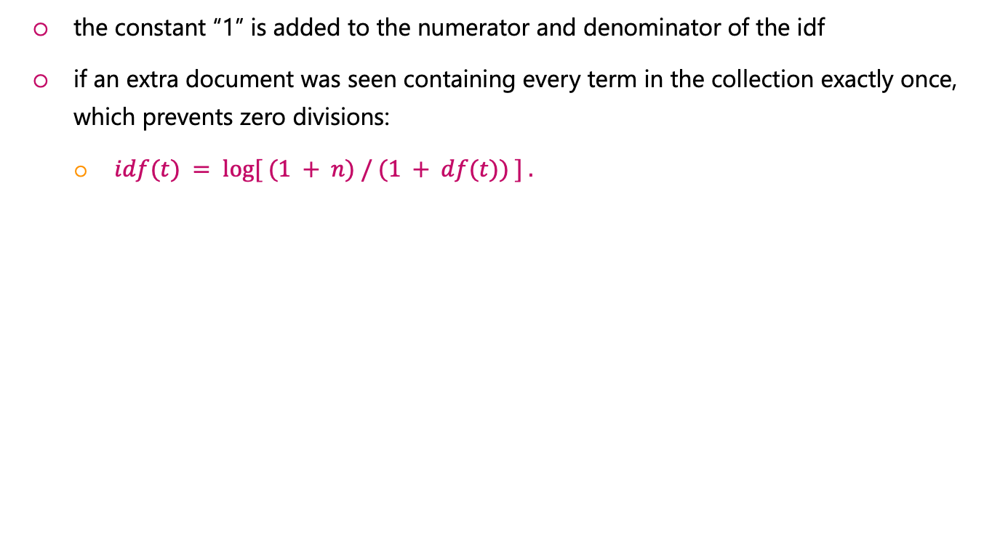 the constant “1” is added to the numerator and denominator of the idf
if an extra document was seen containing every term in the collection exactly once,
which prevents zero divisions:
idf(t) = log[ (1 + n) / (1 + df(t)) ].